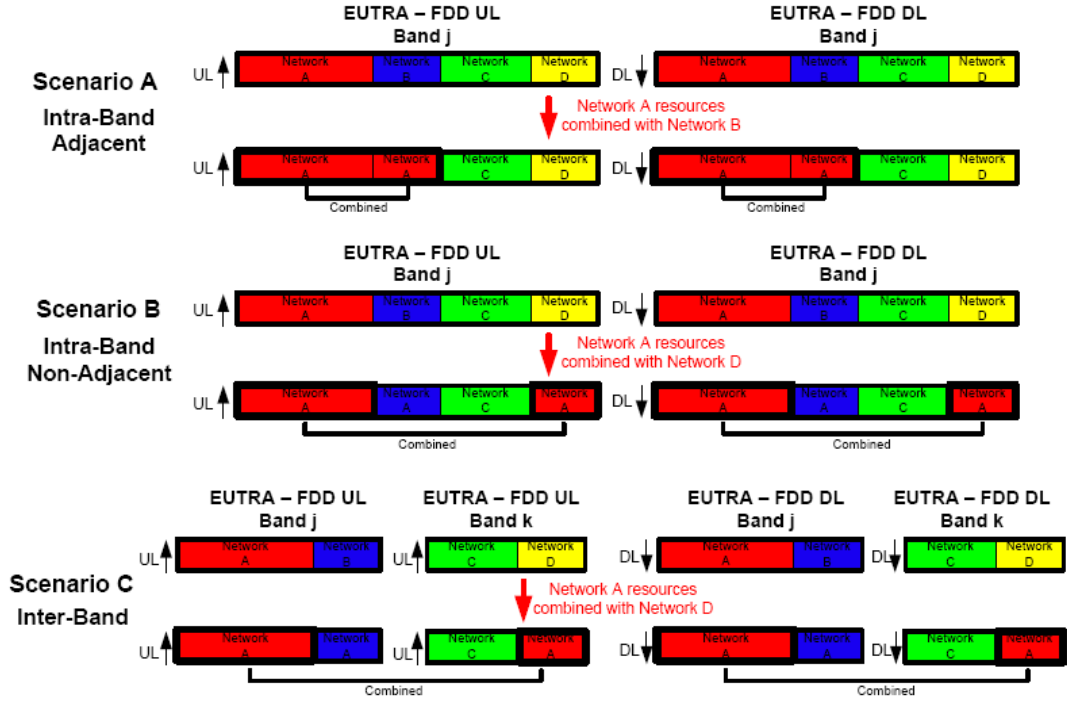 EUTRA – FDD UL
Band j
EUTRA – FDD DL
Band j
Scenario A
Intra-Band
Adjacent
UL
Network
A
Network
B
Network
C
Network
D
DL
Network
A
Network
B
Network
C
Network
D
Network A resources
combined with Network B
UL
Network
A
Network
A
Network
C
Network
D
DL
Network
A
Network
A
Network
C
Network
D
Combined
Combined
EUTRA – FDD UL
Band j
EUTRA – FDD DL
Band j
Scenario B
Intra-Band
Non-Adjacent
UL
Network
A
Network
B
Network
C
Network
D
DL
Network
A
Network
B
Network
C
Network
D
Network A resources
combined with Network D
UL
Network
A
Network
A
Network
C
Network
A
DL
Network
A
Network
A
Network
C
Network
A
Combined
Combined
EUTRA – FDD UL
Band j
EUTRA – FDD UL
Band k
EUTRA – FDD DL
Band j
EUTRA – FDD DL
Band k
Scenario C
Inter-Band
UL
Network
A
Network
B
UL
Network
C
Network
D
DL
Network
A
Network
B
DL
Network
C
Network
D
Network A resources
combined with Network D
UL
Network
A
Network
A
UL
Network
C
Network
A
DL
Network
A
Network
A
DL
Network
C
Network
A
Combined
Combined